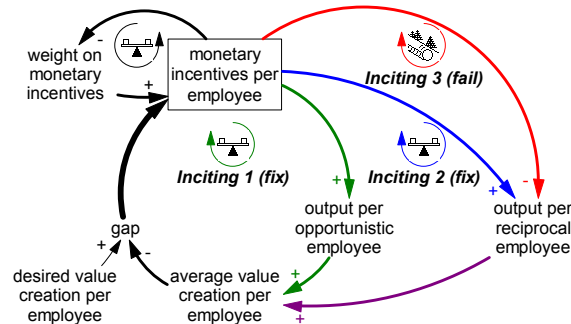 weight on
monetary
incentives
monetary
incentives per
employee
Inciting 3 (fail)
Inciting 1 (fix)
Inciting 2 (fix)
output per
opportunistic
employee
output per
reciprocal
employee
gap
desired value
creation per
employee
average value
creation per
employee
-
+
+
+
-
+
-
+
+